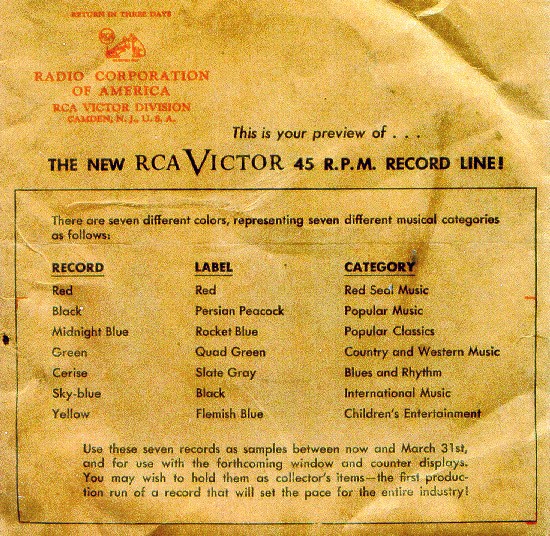 RETURN IN THREE DAYS
RADIO CORPORATION
OF AMERICA
RCA VICTOR DIVISION
CAMDEN, N. J., U. S. A.
This is your preview of . . .
THE NEW RCA VICTOR 45 R.P.M. RECORD LINE!
There are seven different colors, representing seven different musical categories
as follows:
RECORD LABEL CATEGORY
Red Red Red Seal Music
Black Persian Peacock Popular Music
Midnight Blue Rocket Blue Popular Classics
Green Quad Green Country and Western Music
Cerise Slate Gray Blues and Rhythm
Sky-blue Black International Music
Yellow Flemish Blue Children's Entertainment
Use these seven records as samples between now and March 31st,
and for use with the forthcoming window and counter displays.
You may wish to hold them as collector's items—the first produc-
tion run of a record that will set the pace for the entire industry!